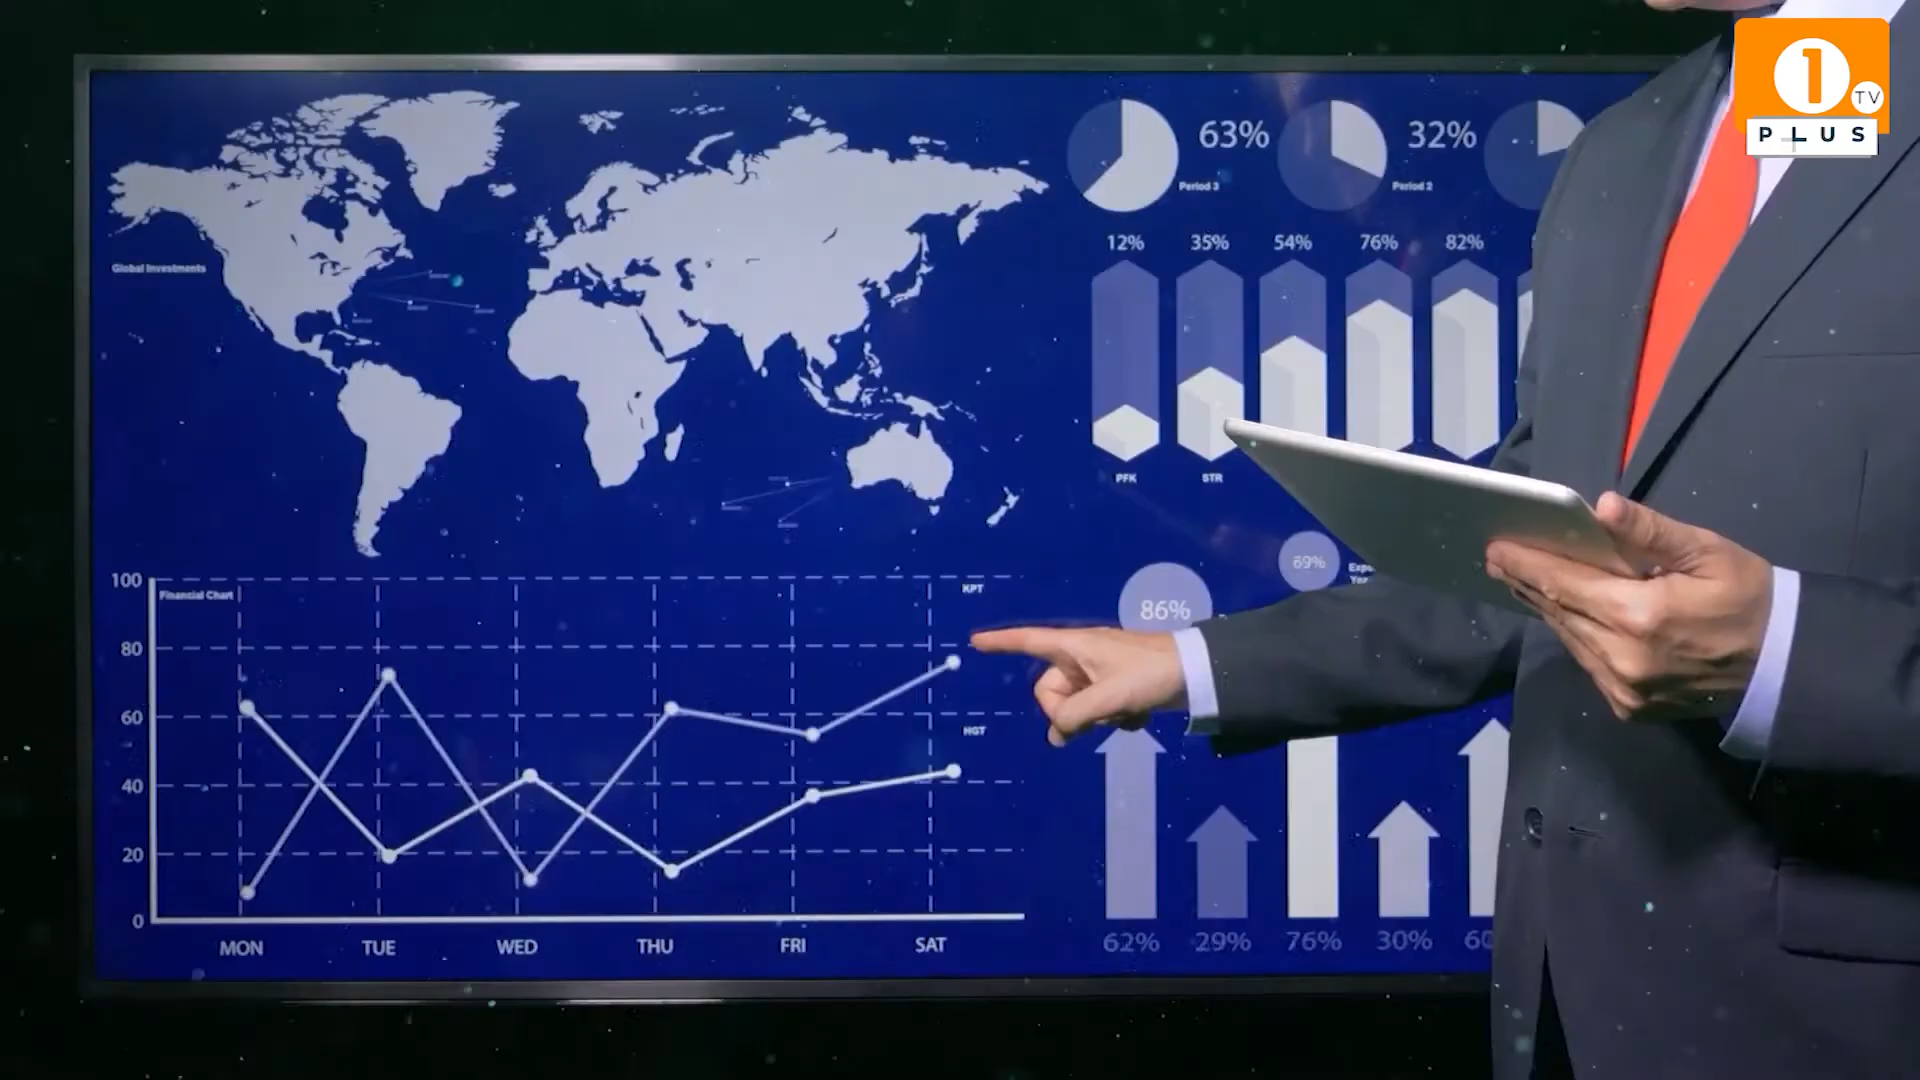 1
TV
PLUS
63%
Period 3
32%
Period 2
12%
35%
54%
76%
82%
Global Investments
PFK
STR
69%
86%
100
80
60
40
20
0
Financial Chart
KPT
HGT
MON
TUE
WED
THU
FRI
SAT
62%
29%
76%
30%